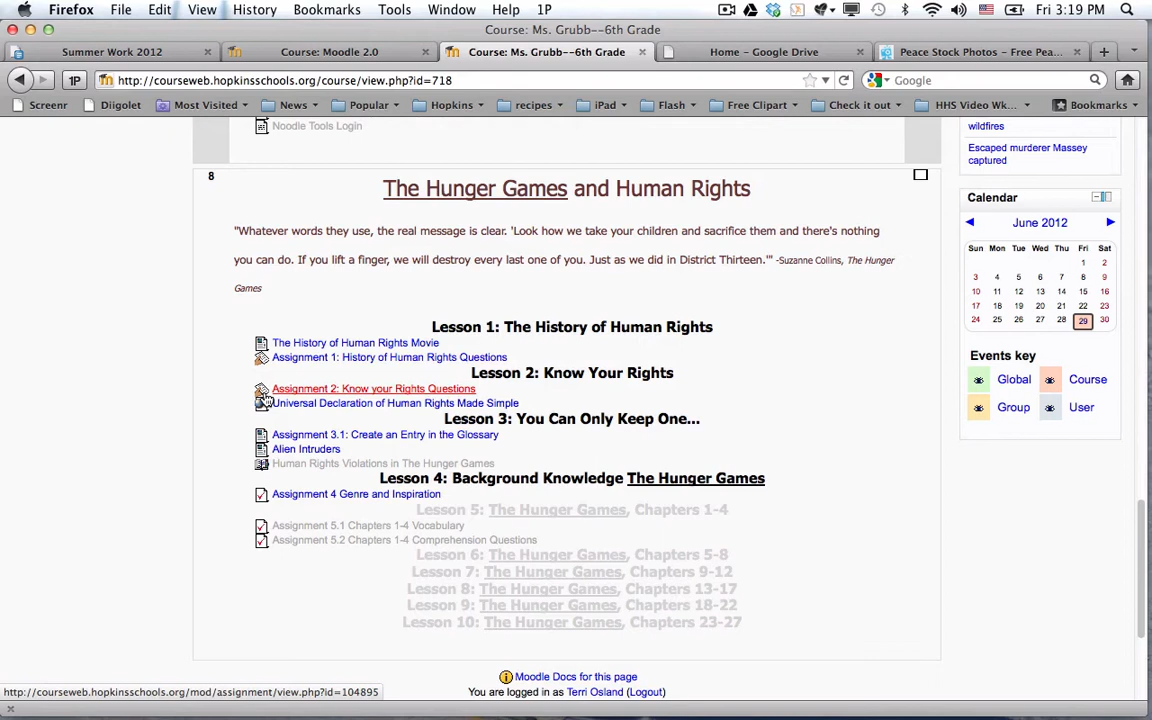 Firefox File Edit View History Bookmarks Tools Window Help 1P Fri 3:19 PM
Course: Ms. Grubb--6th Grade
Summer Work 2012 Course: Moodle 2.0 Course: Ms. Grubb--6th Grade Home - Google Drive Peace Stock Photos - Free Pea...
1P http://courseweb.hopkinsschools.org/course/view.php?id=718 Google
Screenr Diigolet Most Visited News Popular Hopkins recipes iPad Flash Free Clipart Check it out HHS Video Wk... Bookmarks
Noodle Tools Login
wildfires
Escaped murderer Massey
captured
8
The Hunger Games and Human Rights
"Whatever words they use, the real message is clear. 'Look how we take your children and sacrifice them and there's nothing
you can do. If you lift a finger, we will destroy every last one of you. Just as we did in District Thirteen.'" -Suzanne Collins, The Hunger
Games
Lesson 1: The History of Human Rights
The History of Human Rights Movie
Assignment 1: History of Human Rights Questions
Lesson 2: Know Your Rights
Assignment 2: Know your Rights Questions
Universal Declaration of Human Rights Made Simple
Lesson 3: You Can Only Keep One...
Assignment 3.1: Create an Entry in the Glossary
Alien Intruders
Human Rights Violations in The Hunger Games
Lesson 4: Background Knowledge The Hunger Games
Assignment 4 Genre and Inspiration
Lesson 5: The Hunger Games, Chapters 1-4
Assignment 5.1 Chapters 1-4 Vocabulary
Assignment 5.2 Chapters 1-4 Comprehension Questions
Lesson 6: The Hunger Games, Chapters 5-8
Lesson 7: The Hunger Games, Chapters 9-12
Lesson 8: The Hunger Games, Chapters 13-17
Lesson 9: The Hunger Games, Chapters 18-22
Lesson 10: The Hunger Games, Chapters 23-27
Calendar
June 2012
Sun Mon Tue Wed Thu Fri Sat
1 2
3 4 5 6 7 8 9
10 11 12 13 14 15 16
17 18 19 20 21 22 23
24 25 26 27 28 29 30
Events key
Global Course
Group User
Moodle Docs for this page
You are logged in as Terri Osland (Logout)
http://courseweb.hopkinsschools.org/mod/assignment/view.php?id=104895